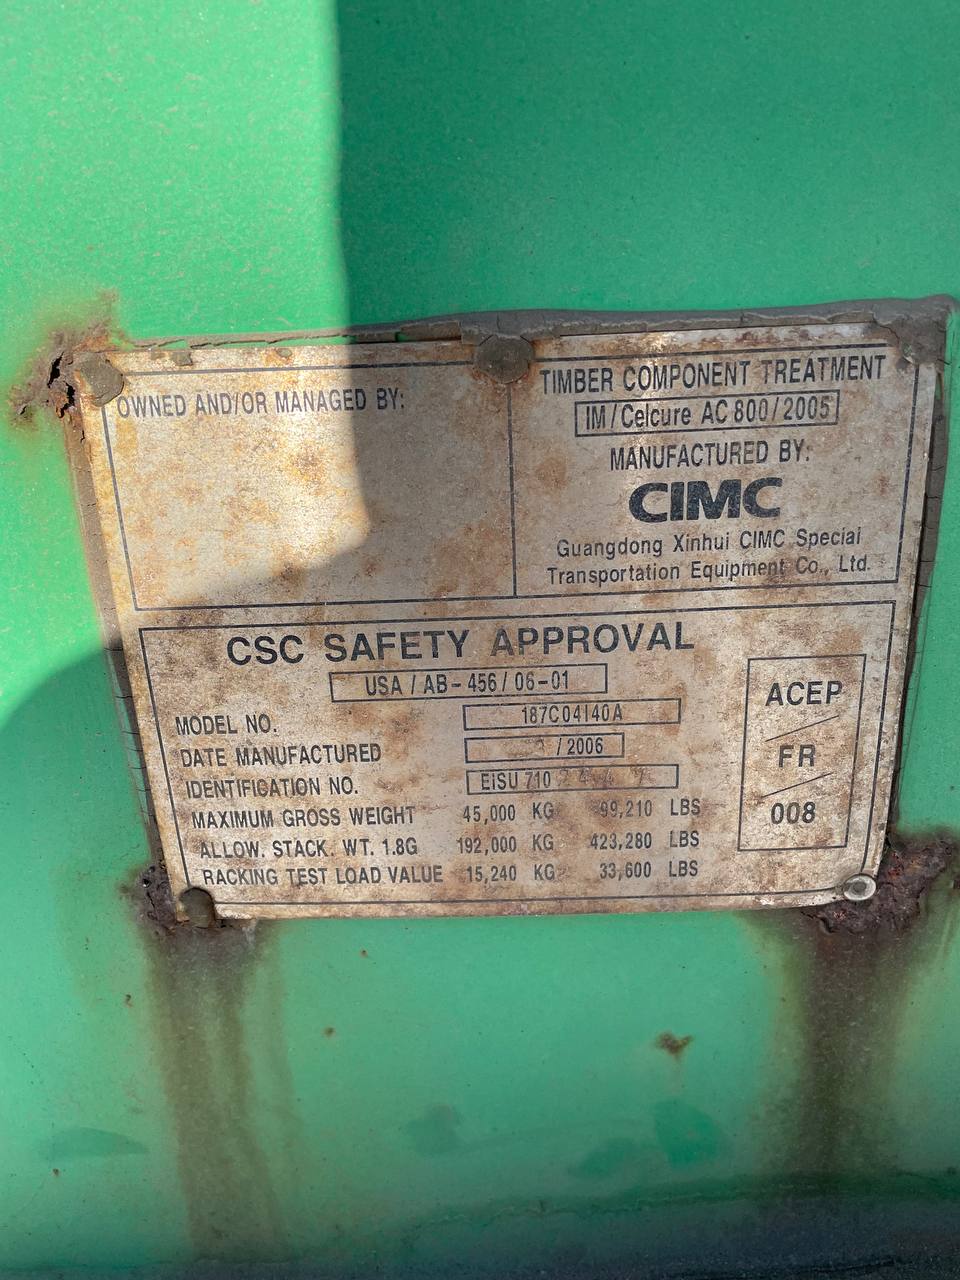 OWNED AND/OR MANAGED BY:
TIMBER COMPONENT TREATMENT
IM/Celcure AC 800/2005
MANUFACTURED BY:
CIMC
Guangdong Xinhui CIMC Special
Transportation Equipment Co., Ltd.
CSC SAFETY APPROVAL
USA / AB-456/06-01
MODEL NO. 187C04I40A
DATE MANUFACTURED /2006
IDENTIFICATION NO. EISU 710
MAXIMUM GROSS WEIGHT 45,000 KG 99,210 LBS
ALLOW. STACK. WT. 1.8G 192,000 KG 423,280 LBS
RACKING TEST LOAD VALUE 15,240 KG 33,600 LBS
ACEP
/
FR
/
008